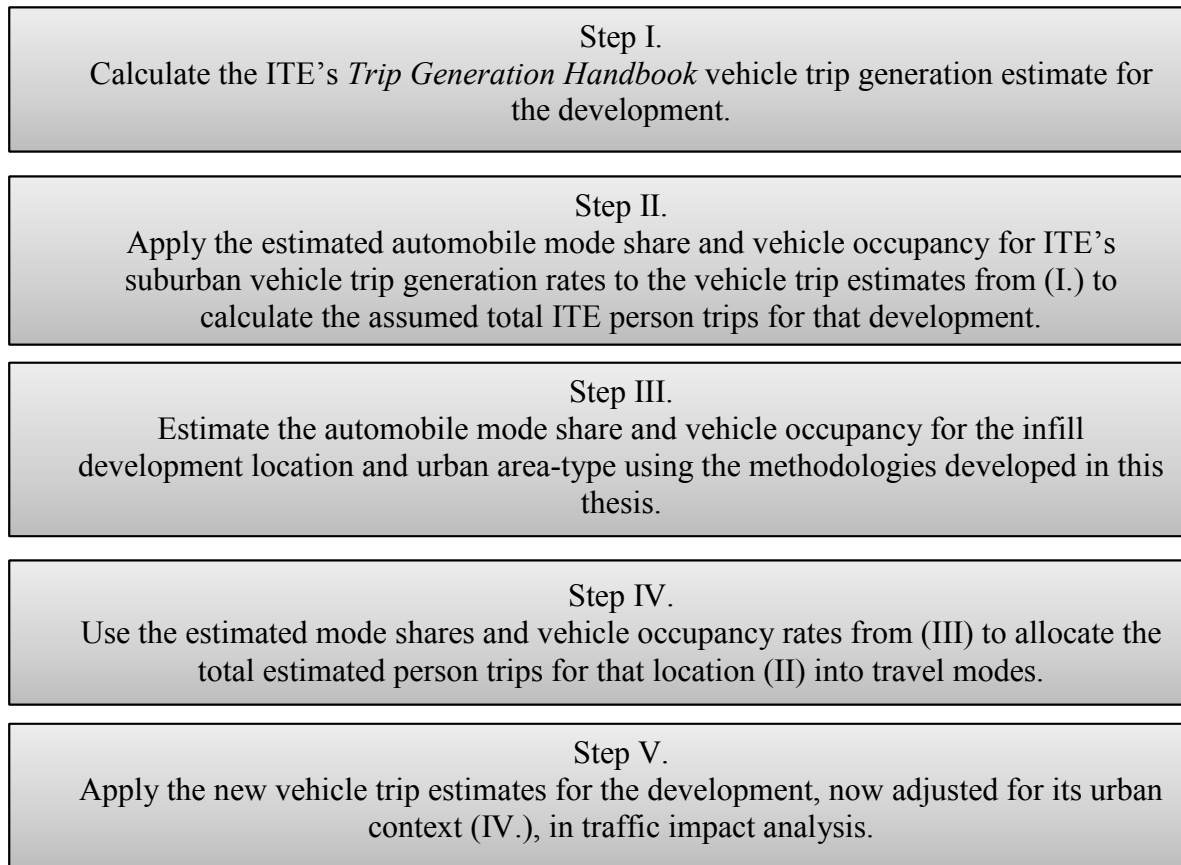 Step I.
Calculate the ITE’s Trip Generation Handbook vehicle trip generation estimate for
the development.
Step II.
Apply the estimated automobile mode share and vehicle occupancy for ITE’s
suburban vehicle trip generation rates to the vehicle trip estimates from (I.) to
calculate the assumed total ITE person trips for that development.
Step III.
Estimate the automobile mode share and vehicle occupancy for the infill
development location and urban area-type using the methodologies developed in this
thesis.
Step IV.
Use the estimated mode shares and vehicle occupancy rates from (III) to allocate the
total estimated person trips for that location (II) into travel modes.
Step V.
Apply the new vehicle trip estimates for the development, now adjusted for its urban
context (IV.), in traffic impact analysis.